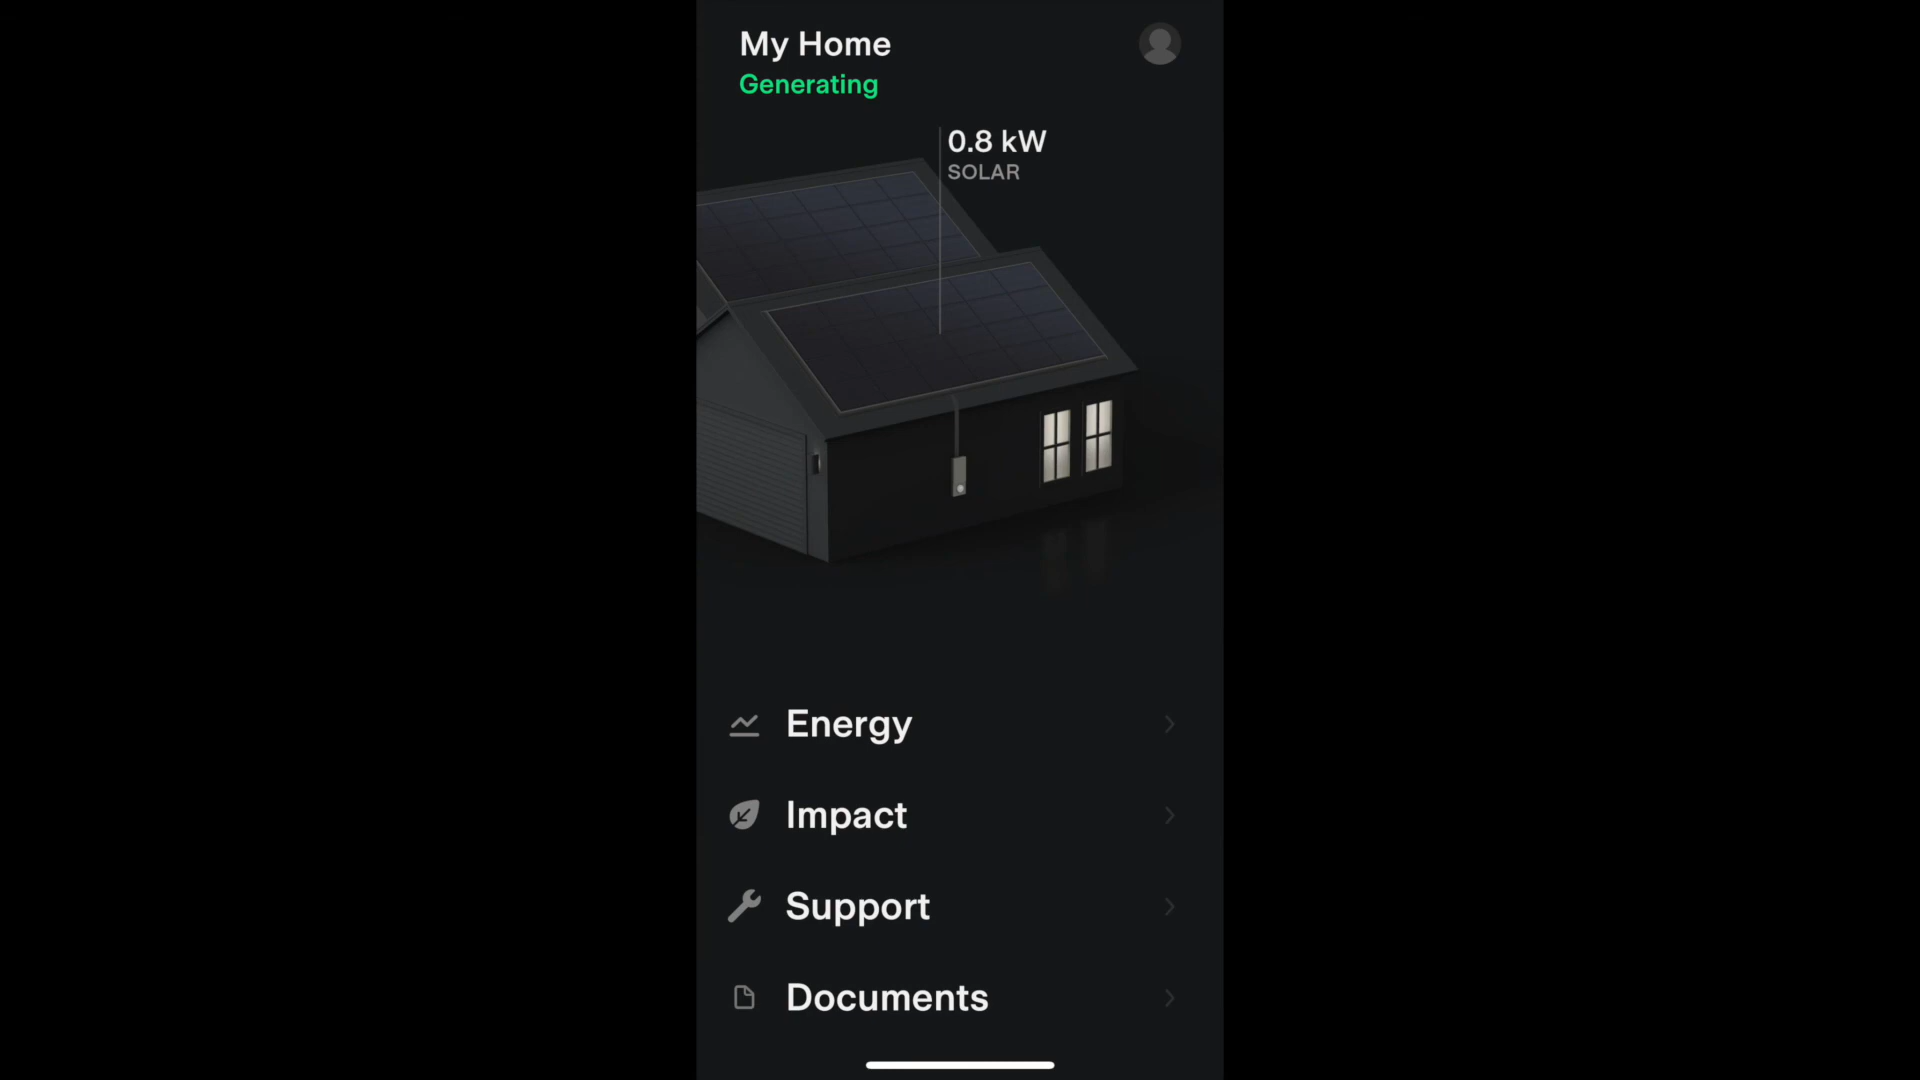 My Home
Generating
0.8 kW
SOLAR
Energy
Impact
Support
Documents